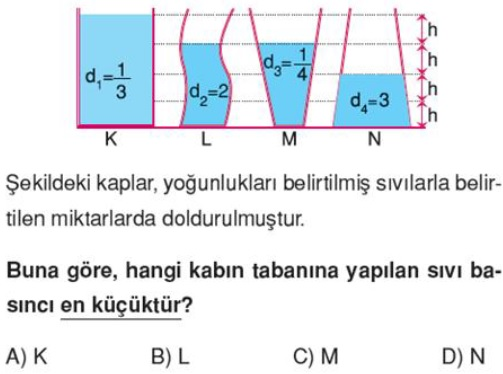 h
h
h
h
d₁=1/3
d₂=2
d₃=1/4
d₄=3
K L M N
Şekildeki kaplar, yoğunlukları belirtilmiş sıvılarla belir-
tilen miktarlarda doldurulmuştur.
Buna göre, hangi kabın tabanına yapılan sıvı ba-
sıncı en küçüktür?
A) K B) L C) M D) N